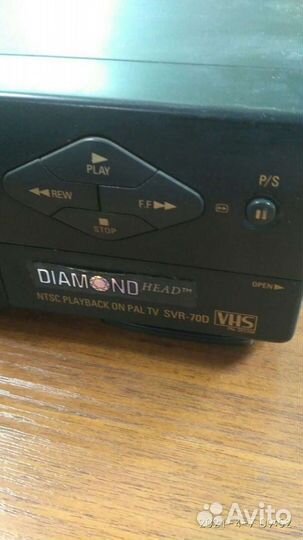 ▶
PLAY
◀◀REW
F.F▶▶
■
STOP
P/S
DIAMOND HEAD™
OPEN▶
NTSC PLAYBACK ON PAL TV SVR-70D VHS
Avito